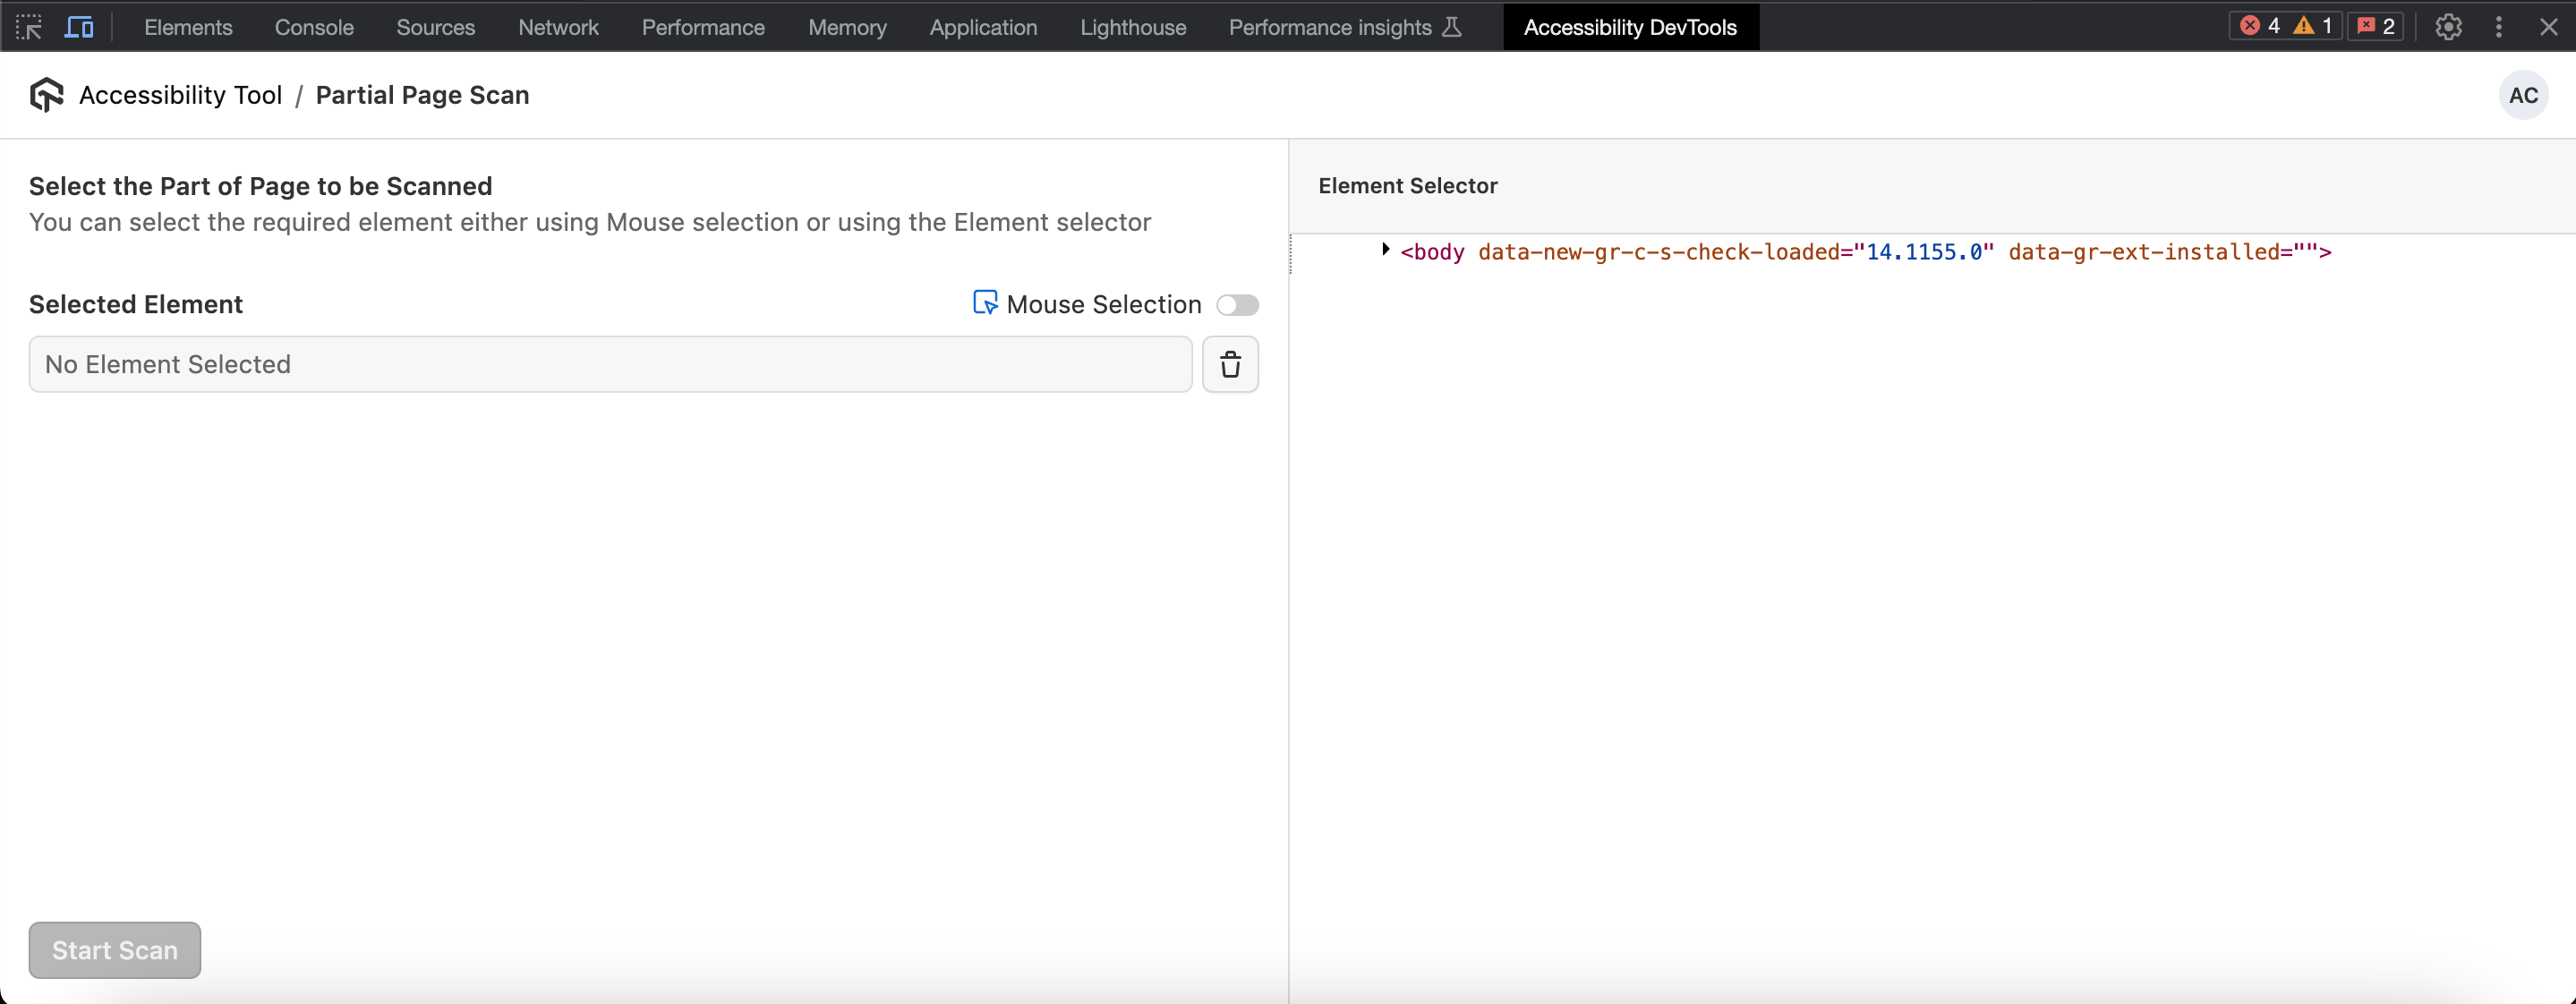 Elements Console Sources Network Performance Memory Application Lighthouse Performance insights Accessibility DevTools 4 1 2
Accessibility Tool / Partial Page Scan AC
Select the Part of Page to be Scanned
You can select the required element either using Mouse selection or using the Element selector
Selected Element Mouse Selection
No Element Selected
Start Scan
Element Selector
<body data-new-gr-c-s-check-loaded="14.1155.0" data-gr-ext-installed="">